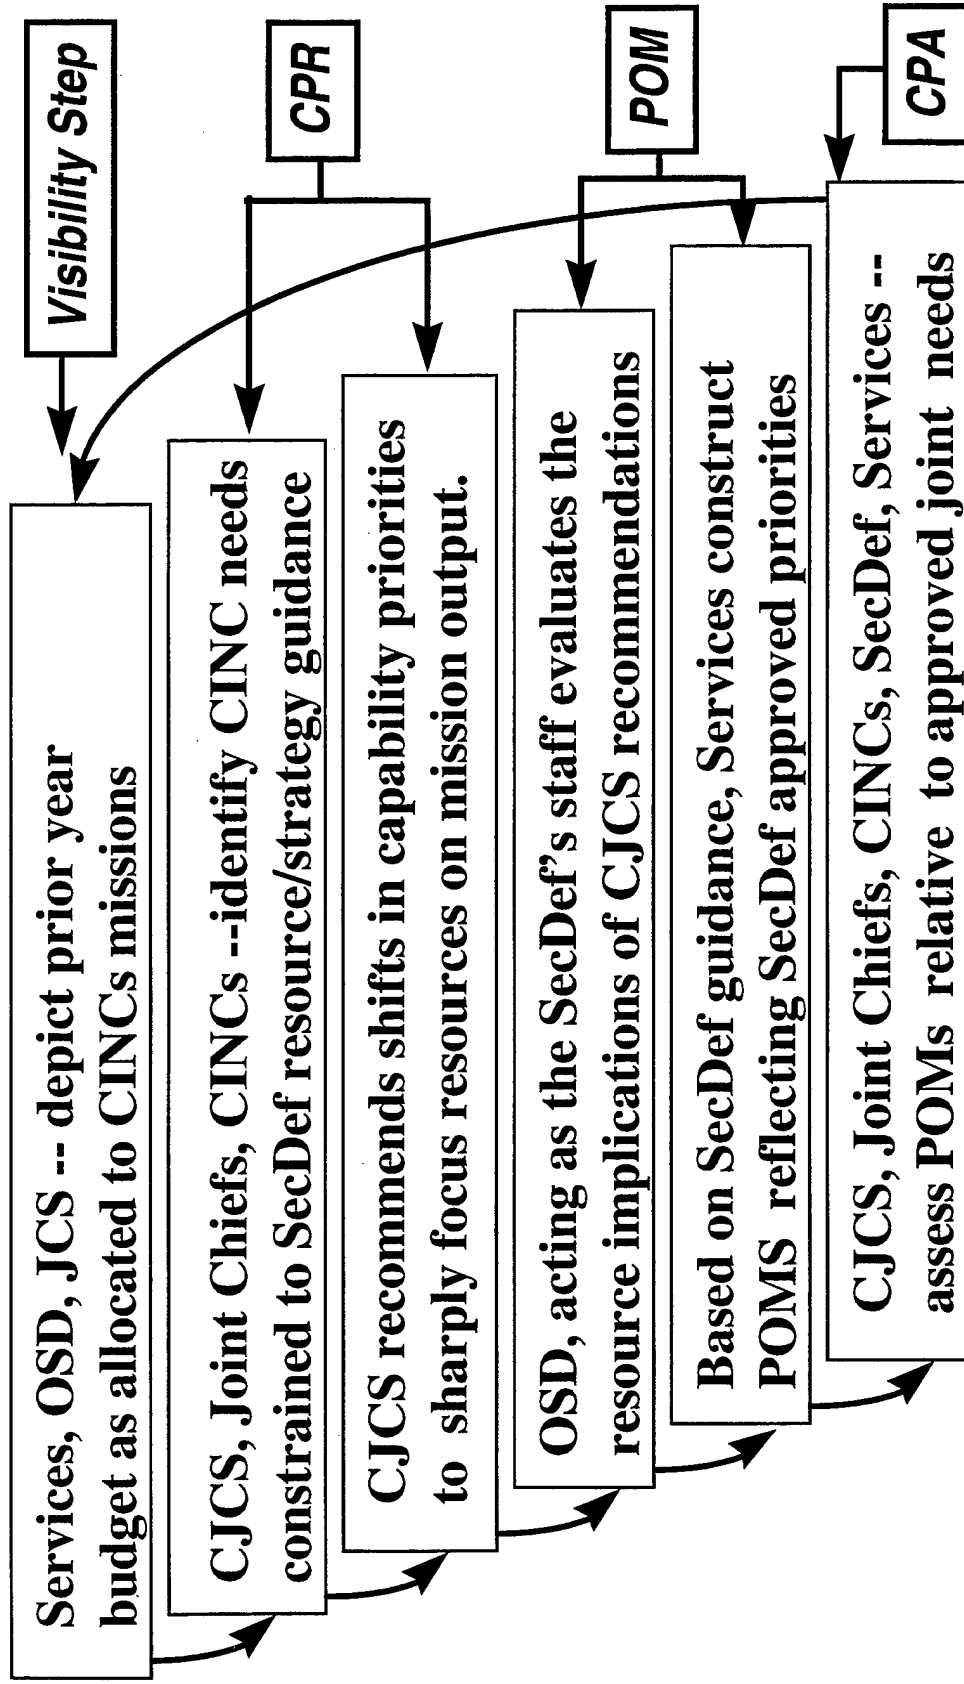 Services, OSD, JCS -- depict prior year
budget as allocated to CINCs missions
Visibility Step
CJCS, Joint Chiefs, CINCs --identify CINC needs
constrained to SecDef resource/strategy guidance
CPR
CJCS recommends shifts in capability priorities
to sharply focus resources on mission output.
OSD, acting as the SecDef's staff evaluates the
resource implications of CJCS recommendations
POM
Based on SecDef guidance, Services construct
POMS reflecting SecDef approved priorities
CJCS, Joint Chiefs, CINCs, SecDef, Services --
assess POMs relative to approved joint needs
CPA